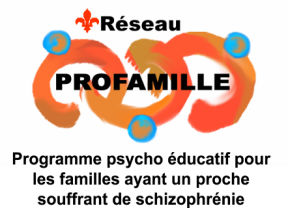 Réseau
PROFAMILLE
Programme psycho éducatif pour
les familles ayant un proche
souffrant de schizophrénie